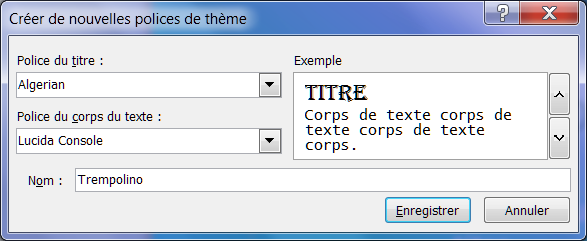 Créer de nouvelles polices de thème
Police du titre :
Algerian
Police du corps du texte :
Lucida Console
Exemple
TITRE
Corps de texte corps de
texte corps de texte
corps.
Nom :
Trempolino
Enregistrer
Annuler